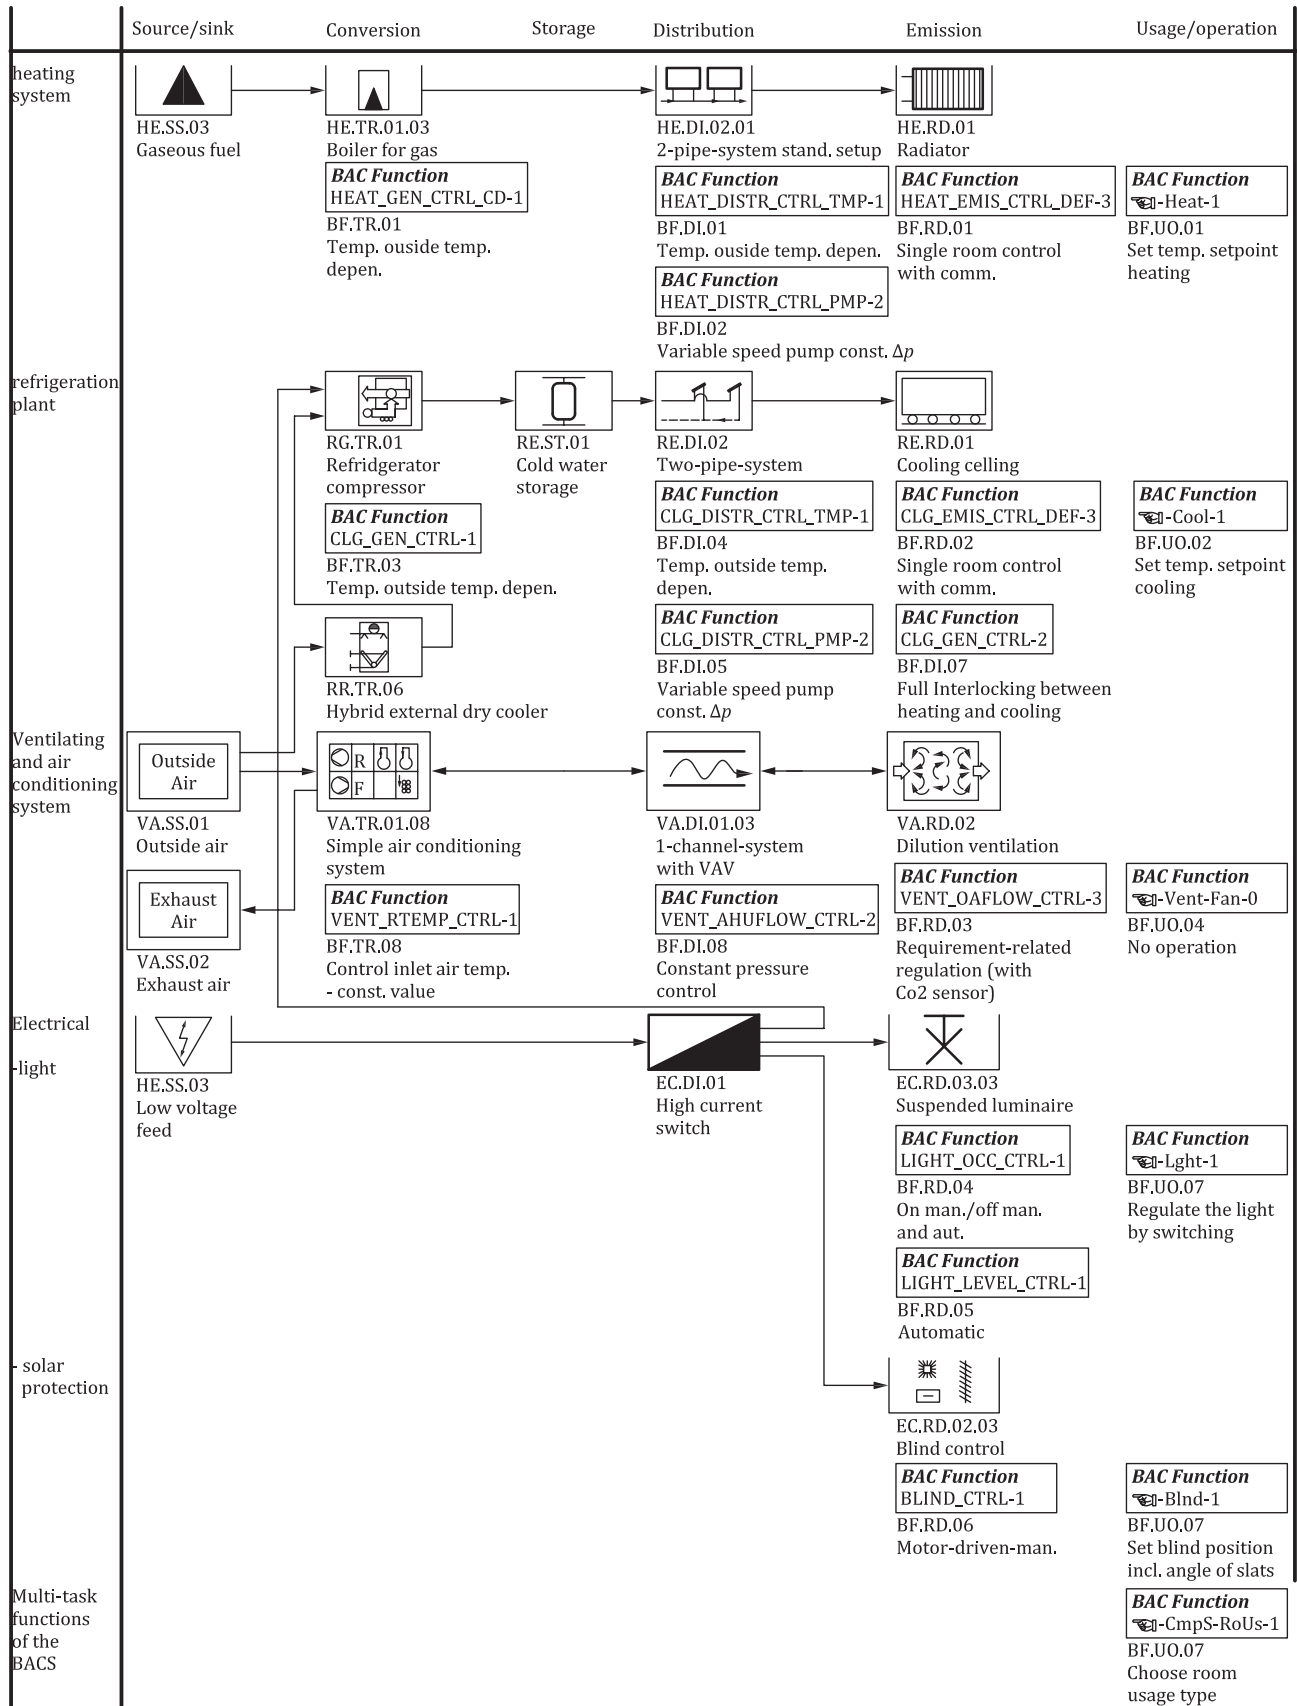 Source/sink
Conversion
Storage
Distribution
Emission
Usage/operation
heating
system
HE.SS.03
Gaseous fuel
HE.TR.01.03
Boiler for gas
BAC Function
HEAT_GEN_CTRL_CD-1
BF.TR.01
Temp. ouside temp.
depen.
HE.DI.02.01
2-pipe-system stand. setup
BAC Function
HEAT_DISTR_CTRL_TMP-1
BF.DI.01
Temp. ouside temp. depen.
BAC Function
HEAT_DISTR_CTRL_PMP-2
BF.DI.02
Variable speed pump const. Δp
HE.RD.01
Radiator
BAC Function
HEAT_EMIS_CTRL_DEF-3
BF.RD.01
Single room control
with comm.
BAC Function
-Heat-1
BF.UO.01
Set temp. setpoint
heating
refrigeration
plant
RG.TR.01
Refridgerator
compressor
BAC Function
CLG_GEN_CTRL-1
BF.TR.03
Temp. outside temp. depen.
RR.TR.06
Hybrid external dry cooler
RE.ST.01
Cold water
storage
RE.DI.02
Two-pipe-system
BAC Function
CLG_DISTR_CTRL_TMP-1
BF.DI.04
Temp. outside temp.
depen.
BAC Function
CLG_DISTR_CTRL_PMP-2
BF.DI.05
Variable speed pump
const. Δp
RE.RD.01
Cooling celling
BAC Function
CLG_EMIS_CTRL_DEF-3
BF.RD.02
Single room control
with comm.
BAC Function
CLG_GEN_CTRL-2
BF.DI.07
Full Interlocking between
heating and cooling
BAC Function
-Cool-1
BF.UO.02
Set temp. setpoint
cooling
Ventilating
and air
conditioning
system
Outside
Air
VA.SS.01
Outside air
Exhaust
Air
VA.SS.02
Exhaust air
R
F
VA.TR.01.08
Simple air conditioning
system
BAC Function
VENT_RTEMP_CTRL-1
BF.TR.08
Control inlet air temp.
- const. value
VA.DI.01.03
1-channel-system
with VAV
BAC Function
VENT_AHUFLOW_CTRL-2
BF.DI.08
Constant pressure
control
VA.RD.02
Dilution ventilation
BAC Function
VENT_OAFLOW_CTRL-3
BF.RD.03
Requirement-related
regulation (with
Co2 sensor)
BAC Function
-Vent-Fan-0
BF.UO.04
No operation
Electrical
-light
HE.SS.03
Low voltage
feed
EC.DI.01
High current
switch
EC.RD.03.03
Suspended luminaire
BAC Function
LIGHT_OCC_CTRL-1
BF.RD.04
On man./off man.
and aut.
BAC Function
LIGHT_LEVEL_CTRL-1
BF.RD.05
Automatic
BAC Function
-Lght-1
BF.UO.07
Regulate the light
by switching
- solar
protection
EC.RD.02.03
Blind control
BAC Function
BLIND_CTRL-1
BF.RD.06
Motor-driven-man.
BAC Function
-Blnd-1
BF.UO.07
Set blind position
incl. angle of slats
Multi-task
functions
of the
BACS
BAC Function
-CmpS-RoUs-1
BF.UO.07
Choose room
usage type